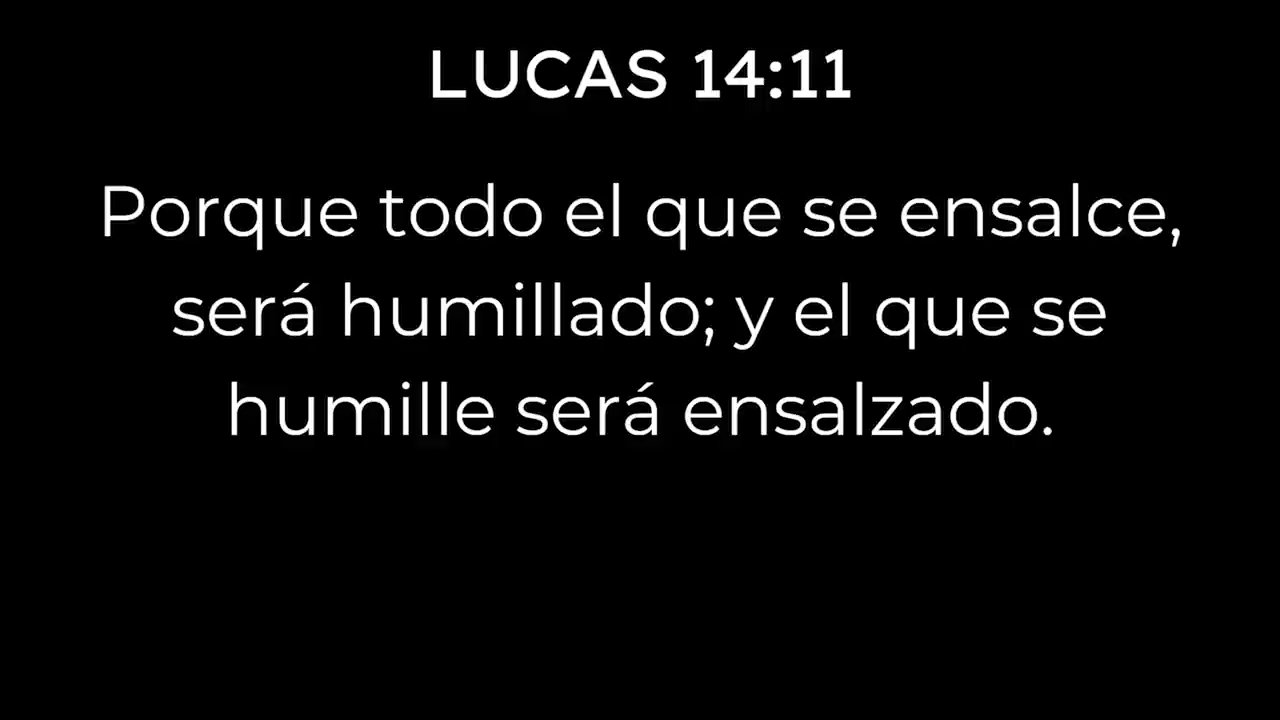 LUCAS 14:11
Porque todo el que se ensalce,
será humillado; y el que se
humille será ensalzado.